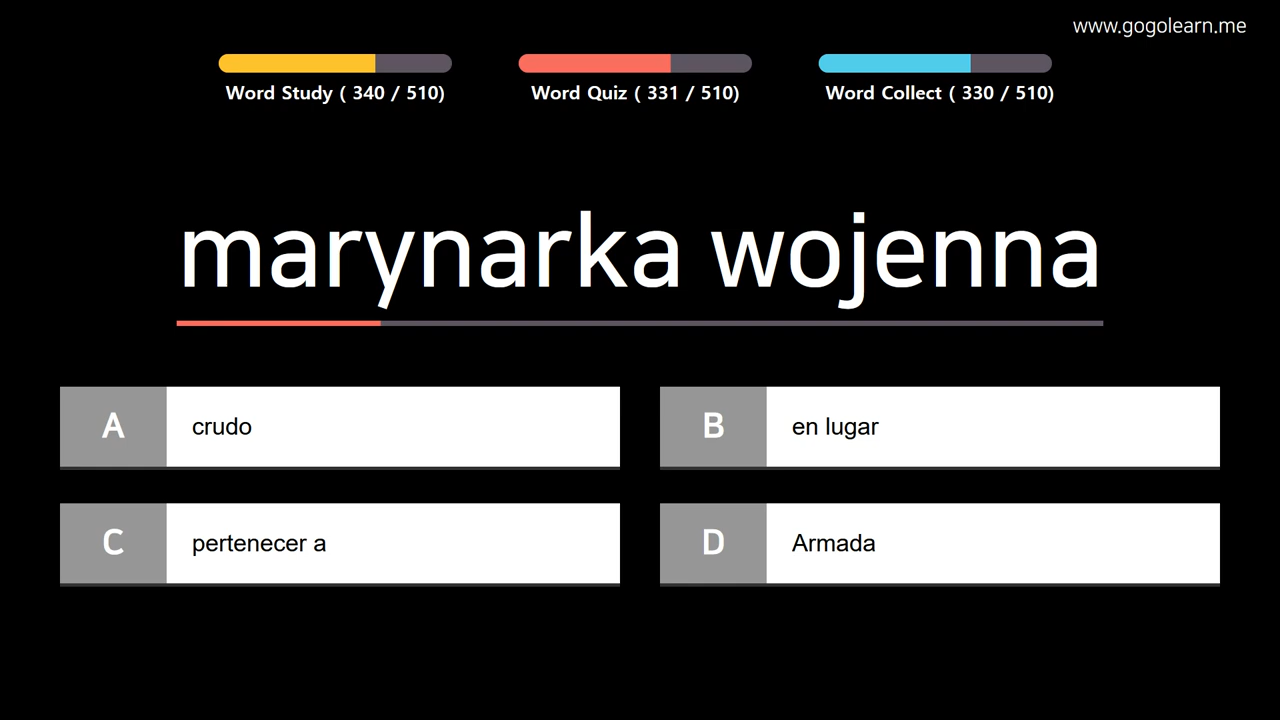 www.gogolearn.me
Word Study ( 340 / 510)
Word Quiz ( 331 / 510)
Word Collect ( 330 / 510)
marynarka wojenna
A crudo
B en lugar
C pertenecer a
D Armada